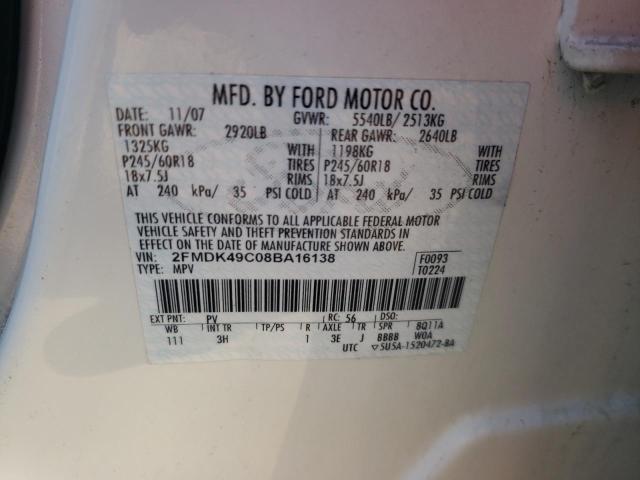 MFD. BY FORD MOTOR CO.
DATE: 11/07 GVWR: 5540LB/ 2513KG
FRONT GAWR: 2920LB REAR GAWR: 2640LB
1325KG WITH 1198KG WITH
P245/60R18 TIRES P245/60R18 TIRES
18x7.5J RIMS 18x7.5J RIMS
AT 240 kPa/ 35 PSI COLD AT 240 kPa/ 35 PSI COLD
THIS VEHICLE CONFORMS TO ALL APPLICABLE FEDERAL MOTOR
VEHICLE SAFETY AND THEFT PREVENTION STANDARDS IN
EFFECT ON THE DATE OF MANUFACTURE SHOWN ABOVE.
VIN: 2FMDK49C08BA16138 F0093
TYPE: MPV T0224
EXT PNT: PV RC: 56 DSO:
WB INT TR TP/PS R AXLE TR SPR 8Q11A
111 3H 1 3E J BBBB W0A
UTC ▽5U5A-1520472-BA